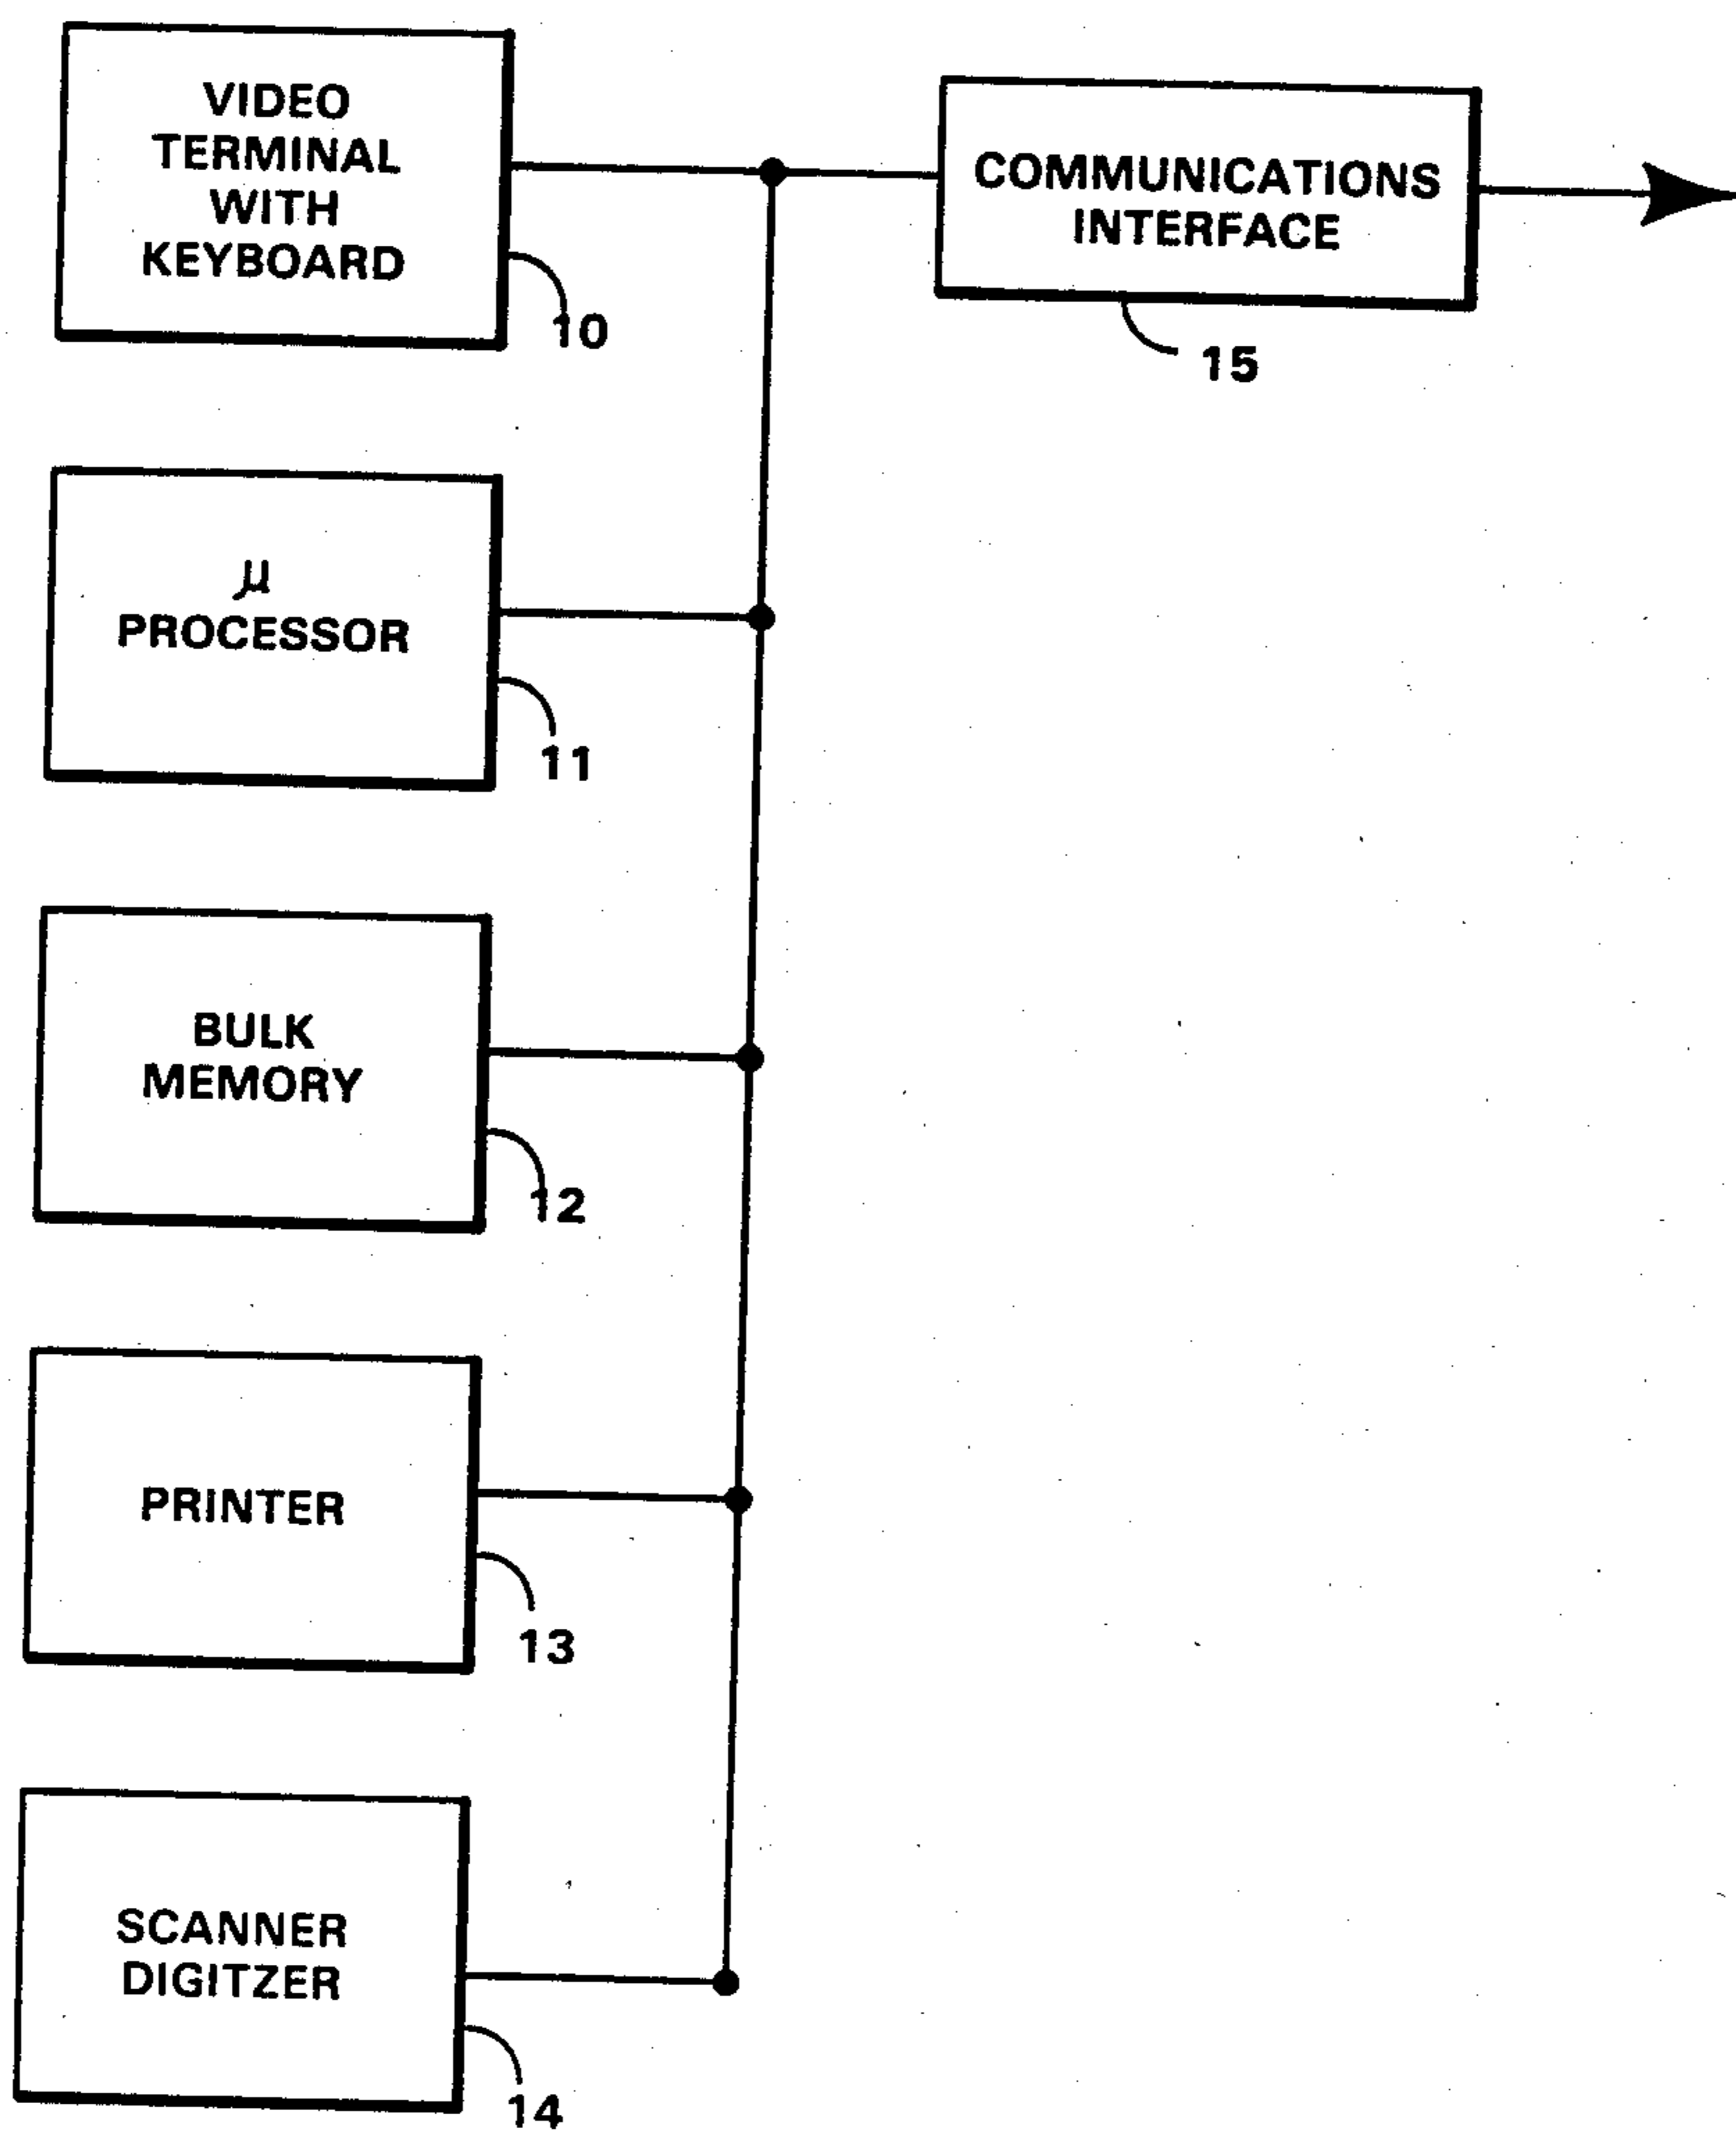 VIDEO
TERMINAL
WITH
KEYBOARD
10
COMMUNICATIONS
INTERFACE
15
μ
PROCESSOR
11
BULK
MEMORY
12
PRINTER
13
SCANNER
DIGITZER
14